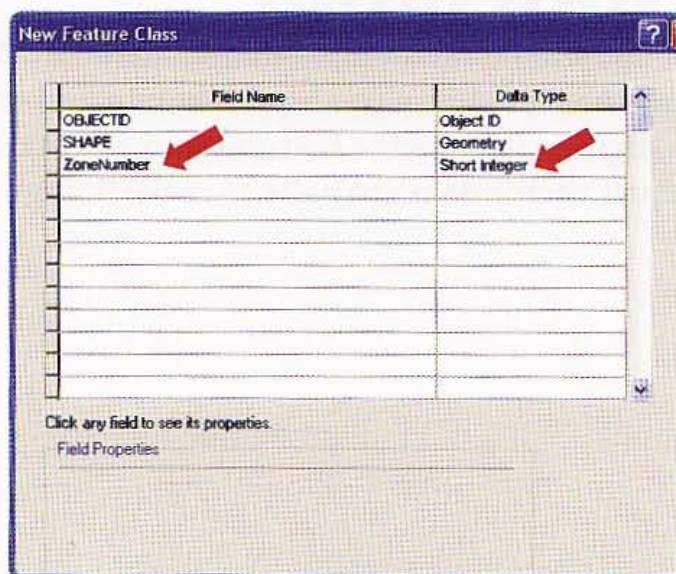 New Feature Class
Field Name Data Type
OBJECTID Object ID
SHAPE Geometry
ZoneNumber Short Integer
Click any field to see its properties.
Field Properties